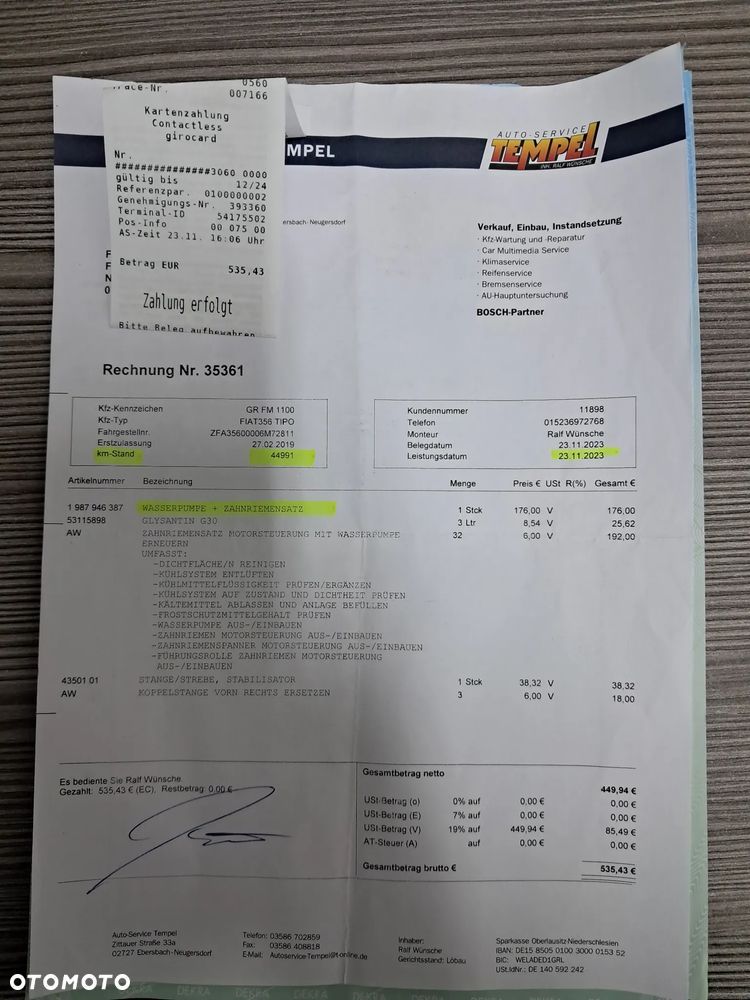 0560
007166
Kartenzahlung
Contactless
girocard
Nr.
###############3060 0000
gültig bis 12/24
Referenzpar. 0100000002
Genehmigungs-Nr. 393360
Terminal-ID 54175502
Pos-Info 00 075 00
AS-Zeit 23.11. 16:06 Uhr
Betrag EUR 535,43
Zahlung erfolgt
Bitte Beleg aufbewahren
MPEL
AUTO-SERVICE
TEMPEL
INH. RALF WÜNSCHE
ebersbach-Neugersdorf
Verkauf, Einbau, Instandsetzung
· Kfz-Wartung und -Reparatur
· Car Multimedia Service
· Klimaservice
· Reifenservice
· Bremsenservice
· AU-Hauptuntersuchung
BOSCH-Partner
F
F
N
0
Rechnung Nr. 35361
Kfz-Kennzeichen GR FM 1100
Kfz-Typ FIAT356 TIPO
Fahrgestellnr. ZFA35600006M72811
Erstzulassung 27.02.2019
km-Stand 44991
Kundennummer 11898
Telefon 015236972768
Monteur Ralf Wünsche
Belegdatum 23.11.2023
Leistungsdatum 23.11.2023
Artikelnummer Bezeichnung Menge Preis € USt R(%) Gesamt €
1 987 946 387 WASSERPUMPE + ZAHNRIEMENSATZ 1 Stck 176,00 V 176,00
53115898 GLYSANTIN G30 3 Ltr 8,54 V 25,62
AW ZAHNRIEMENSATZ MOTORSTEUERUNG MIT WASSERPUMPE 32 6,00 V 192,00
ERNEUERN
UMFASST:
-DICHTFLÄCHE/N REINIGEN
-KÜHLSYSTEM ENTLÜFTEN
-KÜHLMITTELFLÜSSIGKEIT PRÜFEN/ERGÄNZEN
-KÜHLSYSTEM AUF ZUSTAND UND DICHTHEIT PRÜFEN
-KÄLTEMITTEL ABLASSEN UND ANLAGE BEFÜLLEN
-FROSTSCHUTZMITTELGEHALT PRÜFEN
-WASSERPUMPE AUS-/EINBAUEN
-ZAHNRIEMEN MOTORSTEUERUNG AUS-/EINBAUEN
-ZAHNRIEMENSPANNER MOTORSTEUERUNG AUS-/EINBAUEN
-FÜHRUNGSROLLE ZAHNRIEMEN MOTORSTEUERUNG
AUS-/EINBAUEN
43501 01 STANGE/STREBE, STABILISATOR 1 Stck 38,32 V 38,32
AW KOPPELSTANGE VORN RECHTS ERSETZEN 3 6,00 V 18,00
Es bediente Sie Ralf Wünsche
Gezahlt: 535,43 € (EC), Restbetrag 0,00 €
Gesamtbetrag netto 449,94 €
USt-Betrag (o) 0% auf 0,00 € 0,00 €
USt-Betrag (E) 7% auf 0,00 € 0,00 €
USt-Betrag (V) 19% auf 449,94 € 85,49 €
AT-Steuer (A) auf 0,00 € 0,00 €
Gesamtbetrag brutto € 535,43 €
Auto-Service Tempel
Zittauer Straße 33a
02727 Ebersbach-Neugersdorf
Telefon: 03586 702859
Fax: 03586 408818
E-Mail: Autoservice-Tempel@t-online.de
Inhaber:
Ralf Wünsche
Gerichtsstand: Löbau
Sparkasse Oberlausitz-Niederschlesien
IBAN: DE15 8505 0100 3000 0153 52
BIC: WELADED1GRL
USt.IdNr.: DE 140 592 242
DEKRA
OTOMOTO